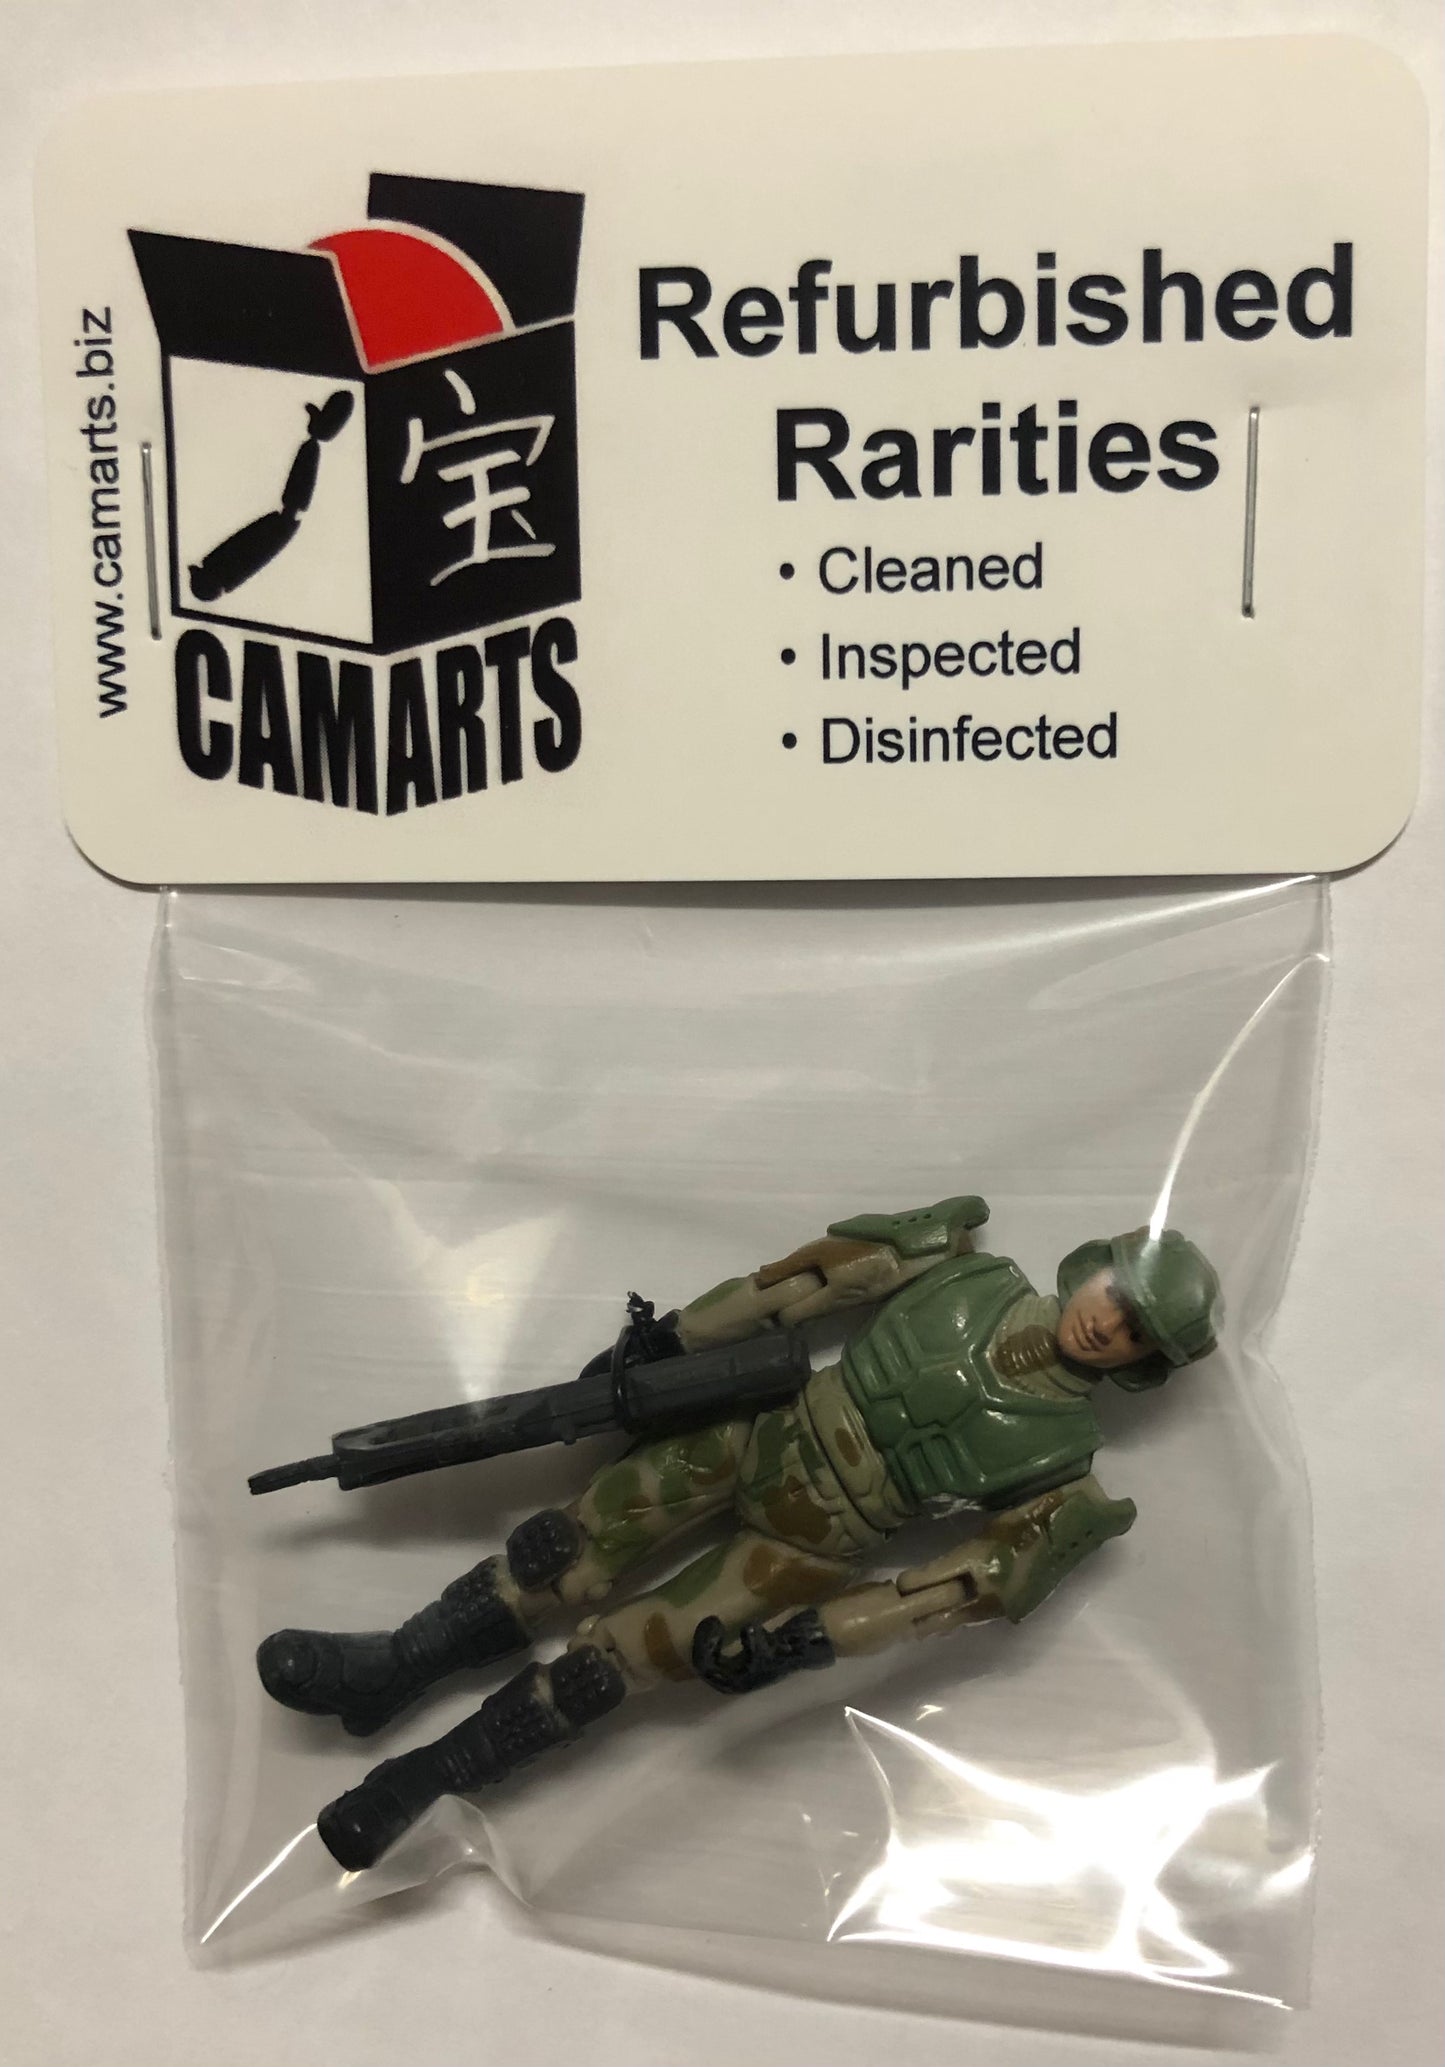 www.camarts.biz
宝
CAMARTS
Refurbished
Rarities
• Cleaned
• Inspected
• Disinfected